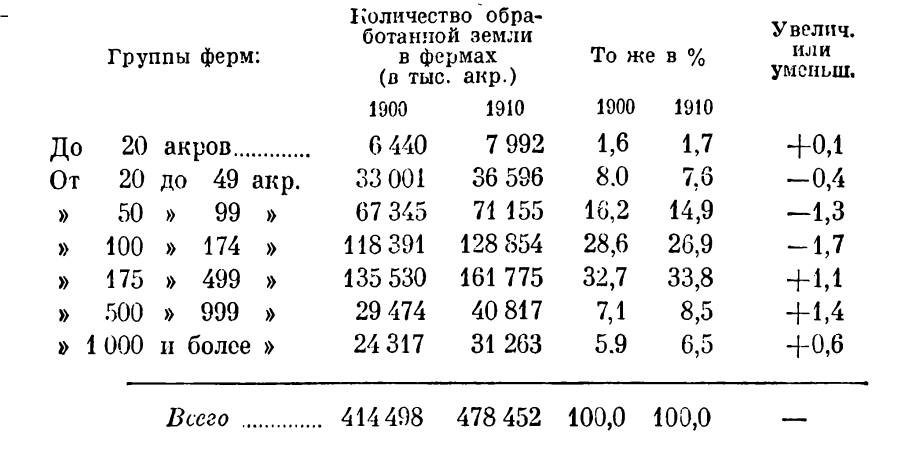 Группы ферм: Количество обработанной земли в фермах (в тыс. акр.) То же в % Увелич. или уменьш.
1900 1910 1900 1910
До 20 акров............. 6 440 7 992 1,6 1,7 +0,1
От 20 до 49 акр. 33 001 36 596 8.0 7,6 —0,4
» 50 » 99 » 67 345 71 155 16,2 14,9 —1,3
» 100 » 174 » 118 391 128 854 28,6 26,9 —1,7
» 175 » 499 » 135 530 161 775 32,7 33,8 +1,1
» 500 » 999 » 29 474 40 817 7,1 8,5 +1,4
» 1 000 и более » 24 317 31 263 5.9 6,5 +0,6
Всего .............. 414 498 478 452 100,0 100,0 —